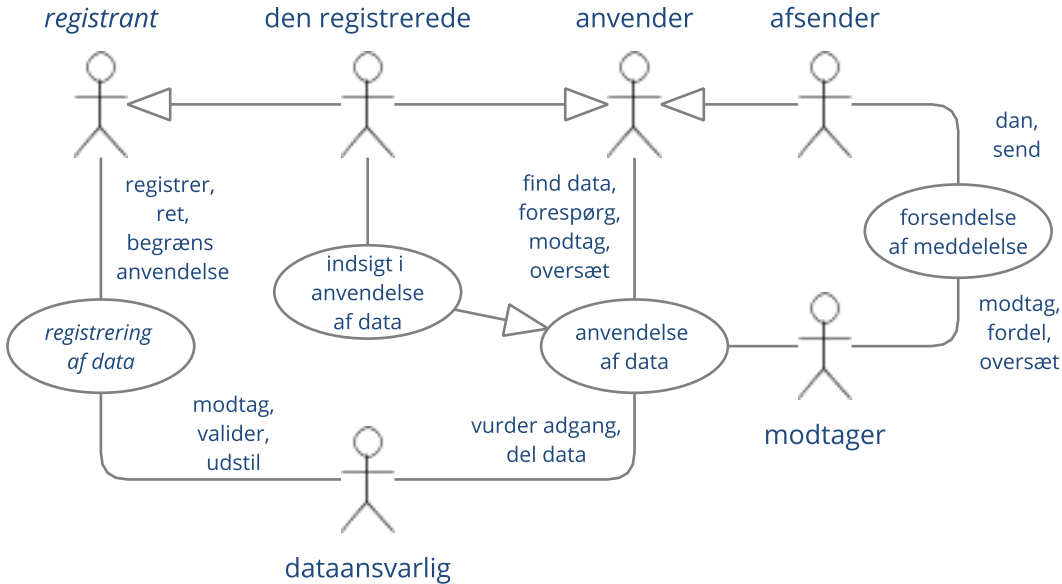 registrant
den registrerede
anvender
afsender
dan,
send
registrer,
ret,
begræns
anvendelse
find data,
forespørg,
modtag,
oversæt
forsendelse
af meddelelse
indsigt i
anvendelse
af data
registrering
af data
anvendelse
af data
modtag,
fordel,
oversæt
modtag,
valider,
udstil
vurder adgang,
del data
modtager
dataansvarlig